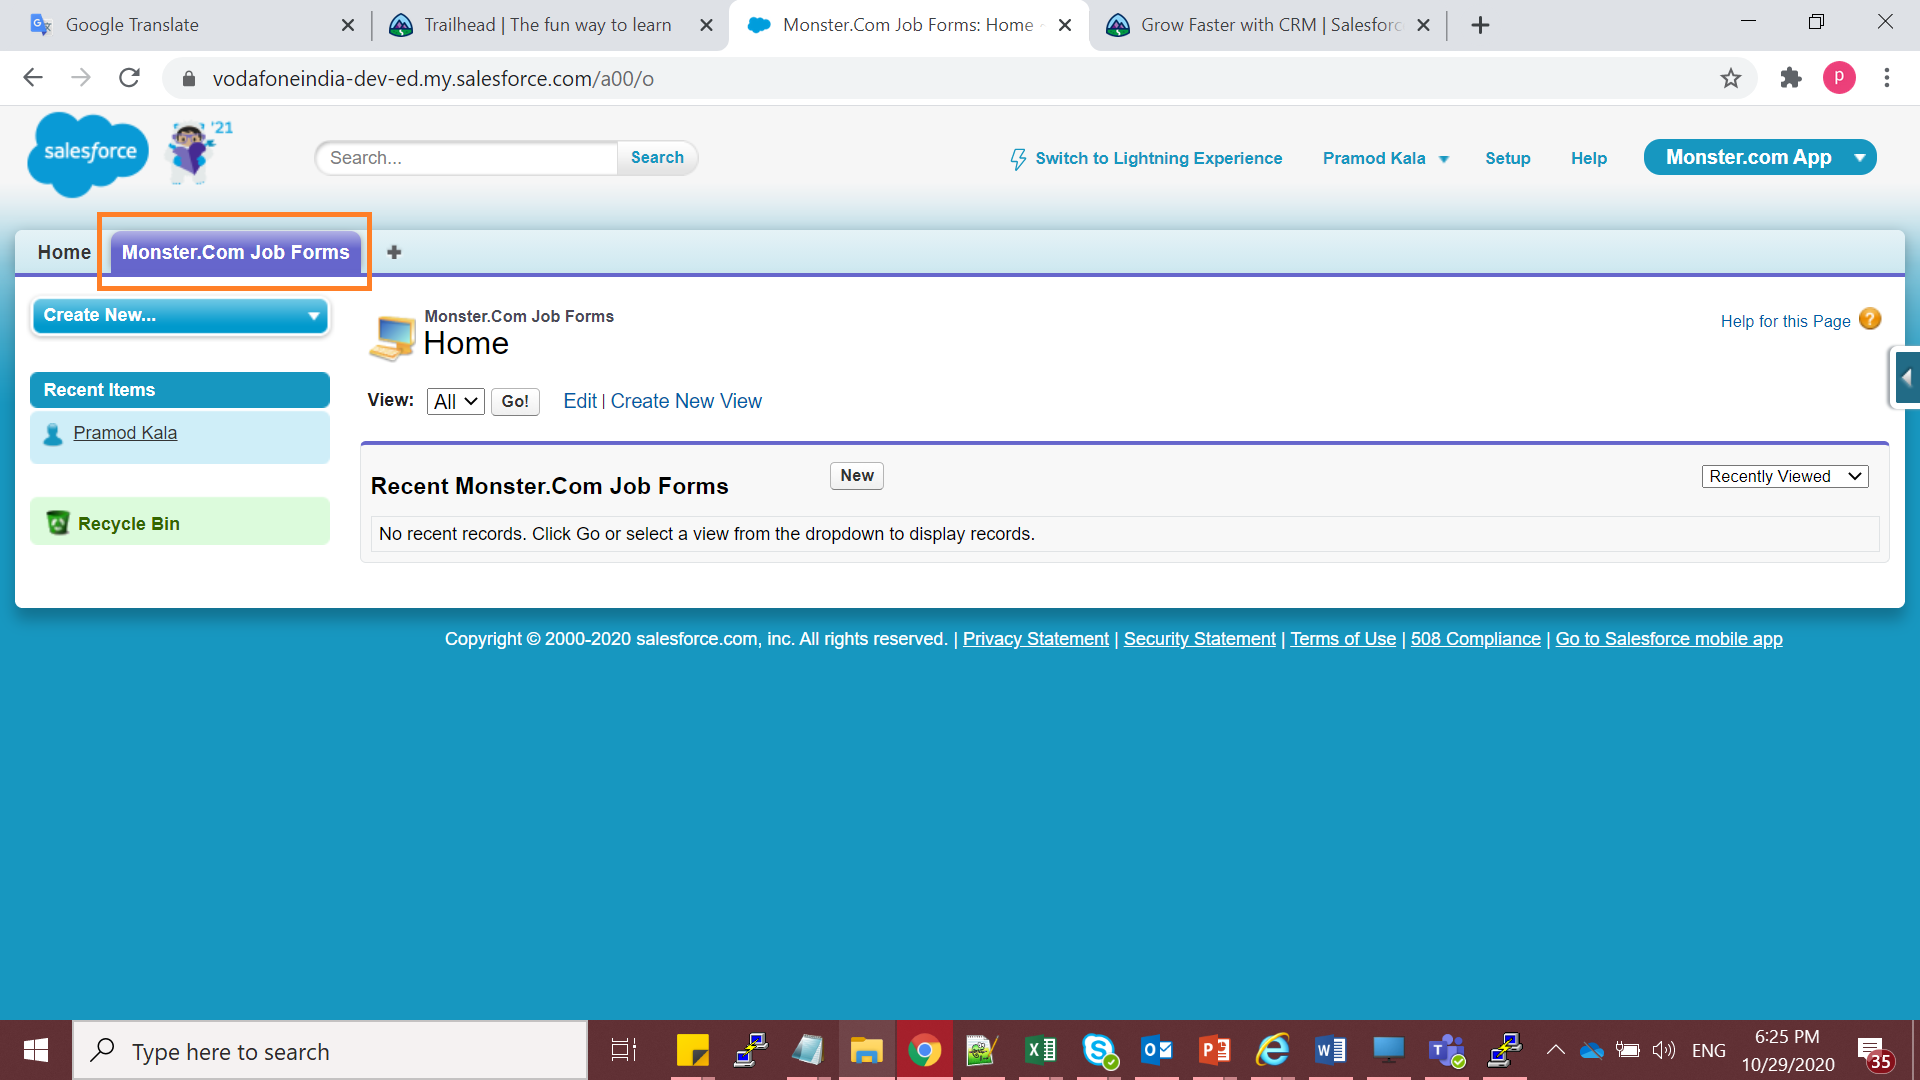 Google Translate
Trailhead | The fun way to learn
Monster.Com Job Forms: Home
Grow Faster with CRM | Salesforc
vodafoneindia-dev-ed.my.salesforce.com/a00/o
p
salesforce
'21
Search...
Search
Switch to Lightning Experience
Pramod Kala
Setup
Help
Monster.com App
Home
Monster.Com Job Forms
Create New...
Monster.Com Job Forms
Home
Help for this Page
?
Recent Items
View: All Go! Edit | Create New View
Pramod Kala
Recent Monster.Com Job Forms
New
Recently Viewed
Recycle Bin
No recent records. Click Go or select a view from the dropdown to display records.
Copyright © 2000-2020 salesforce.com, inc. All rights reserved. | Privacy Statement | Security Statement | Terms of Use | 508 Compliance | Go to Salesforce mobile app
Type here to search
ENG
6:25 PM
10/29/2020
35